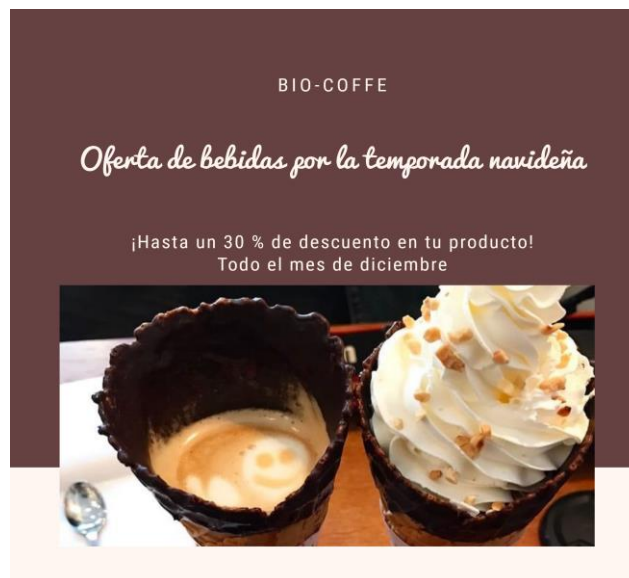 BIO-COFFE
Oferta de bebidas por la temporada navideña
¡Hasta un 30 % de descuento en tu producto!
Todo el mes de diciembre